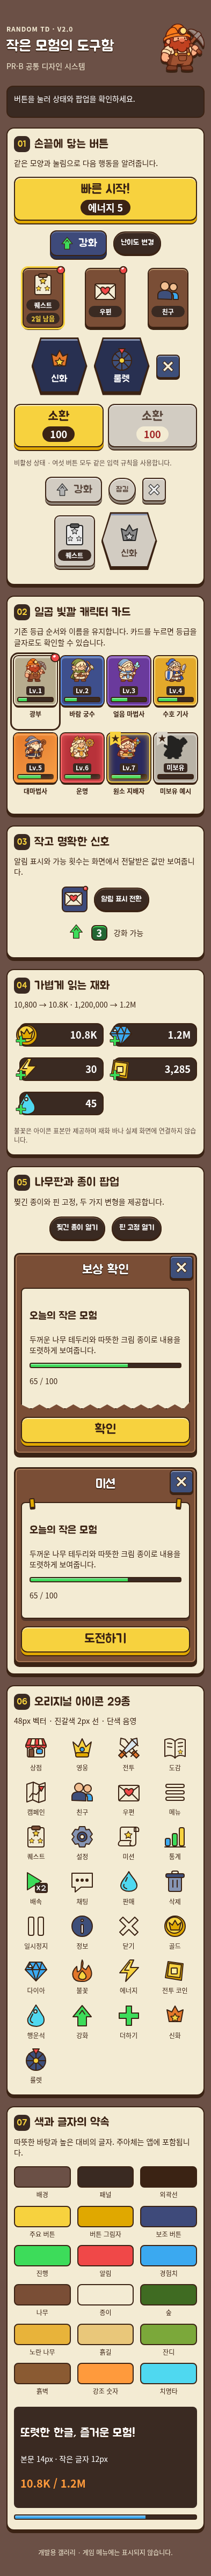 RANDOM TD · V2.0
작은 모험의 도구함
PR-B 공통 디자인 시스템
버튼을 눌러 상태와 팝업을 확인하세요.
01 손끝에 닿는 버튼
같은 모양과 눌림으로 다음 행동을 알려줍니다.
빠른 시작!
에너지 5
강화 난이도 변경
퀘스트 우편 친구
2일 남음
신화 룰렛
소환 소환
100 100
비활성 상태 · 여섯 버튼 모두 같은 입력 규칙을 사용합니다.
강화 잠김
퀘스트 신화
02 일곱 빛깔 캐릭터 카드
기존 등급 순서와 이름을 유지합니다. 카드를 누르면 등급을
글자로도 확인할 수 있습니다.
Lv.1 Lv.2 Lv.3 Lv.4
광부 바람 궁수 얼음 마법사 수호 기사
Lv.5 Lv.6 Lv.7 미보유
대마법사 운영 원소 지배자 미보유 예시
03 작고 명확한 신호
알림 표시와 가능 횟수는 화면에서 전달받은 값만 보여줍니
다.
알림 표시 전환
3 강화 가능
04 가볍게 읽는 재화
10,800 → 10.8K · 1,200,000 → 1.2M
10.8K 1.2M
30 3,285
45
불꽃은 아이콘 표본만 제공하며 재화 바나 실제 화면에 연결하지 않습
니다.
05 나무판과 종이 팝업
찢긴 종이와 핀 고정, 두 가지 변형을 제공합니다.
찢긴 종이 열기 핀 고정 열기
보상 확인
오늘의 작은 모험
두꺼운 나무 테두리와 따뜻한 크림 종이로 내용을
또렷하게 보여줍니다.
65 / 100
확인
미션
오늘의 작은 모험
두꺼운 나무 테두리와 따뜻한 크림 종이로 내용을
또렷하게 보여줍니다.
65 / 100
도전하기
06 오리지널 아이콘 29종
48px 벡터 · 진갈색 2px 선 · 단색 음영
상점 영웅 전투 도감
캠페인 친구 우편 메뉴
퀘스트 설정 미션 통계
x2
배속 채팅 판매 삭제
일시정지 정보 닫기 골드
다이아 불꽃 에너지 전투 코인
행운석 강화 더하기 신화
룰렛
07 색과 글자의 약속
따뜻한 바탕과 높은 대비의 글자. 주아체는 앱에 포함됩니
다.
배경 패널 외곽선
주요 버튼 버튼 그림자 보조 버튼
진행 알림 경험치
나무 종이 숲
노란 나무 흙길 잔디
흙벽 강조 숫자 치명타
또렷한 한글, 즐거운 모험!
본문 14px · 작은 글자 12px
10.8K / 1.2M
개발용 갤러리 · 게임 메뉴에는 표시되지 않습니다.